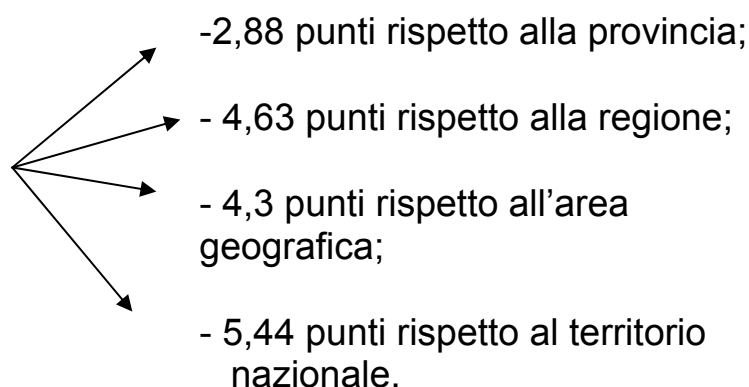 -2,88 punti rispetto alla provincia;
- 4,63 punti rispetto alla regione;
- 4,3 punti rispetto all’area
geografica;
- 5,44 punti rispetto al territorio
nazionale.